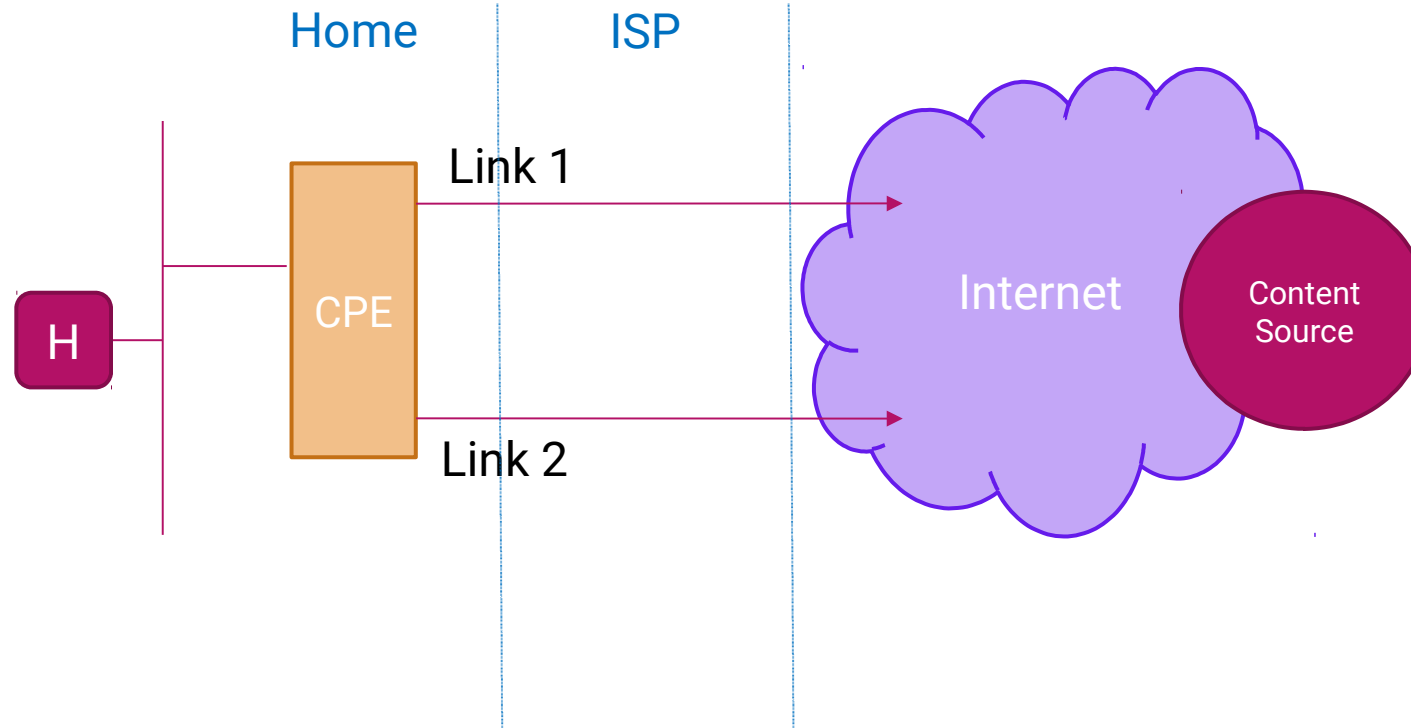 Home
ISP
Link 1
Internet
Content
Source
CPE
H
Link 2